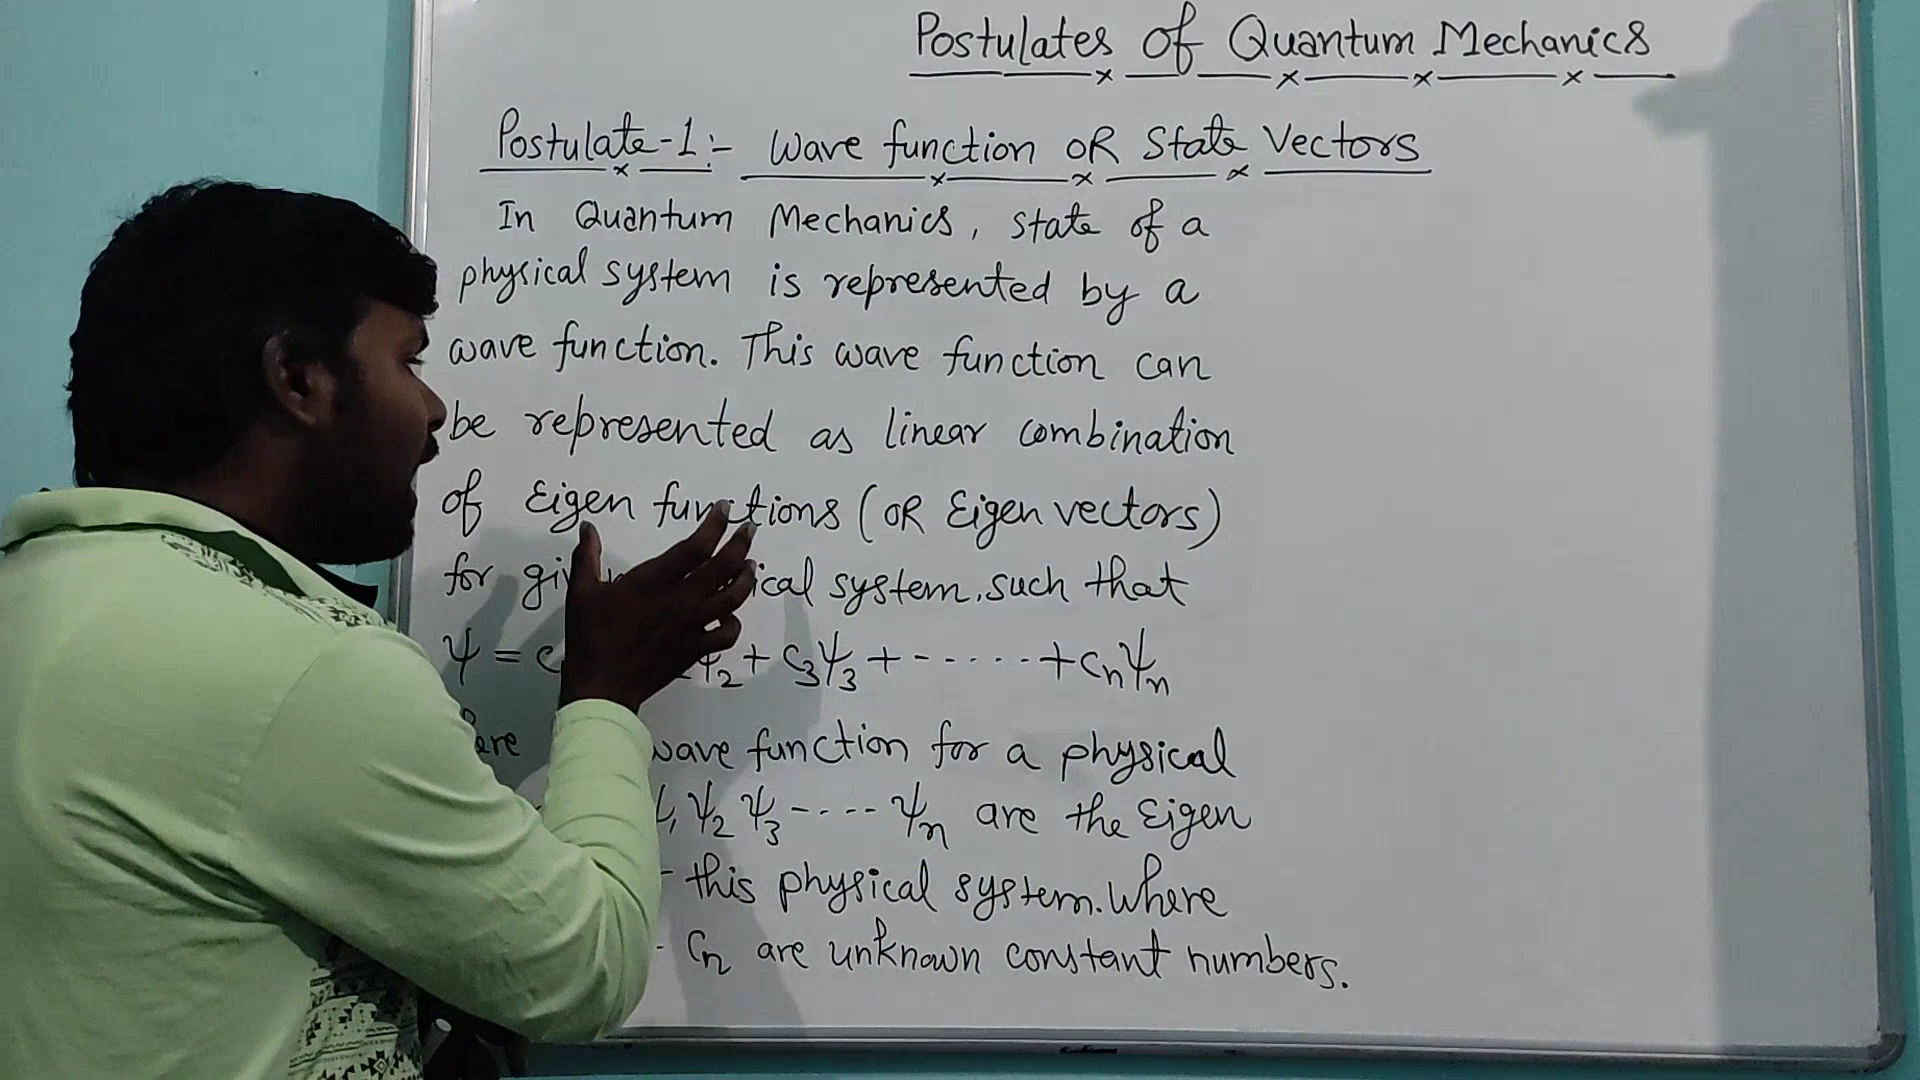 Postulates of Quantum Mechanics
Postulate-1:- Wave function OR State Vectors
In Quantum Mechanics, state of a
physical system is represented by a
wave function. This wave function can
be represented as linear combination
of Eigen functions (OR Eigen vectors)
for system, such that
ψ = ψ₂ + c₃ψ₃ + - - - - - + cₙψₙ
wave function for a physical
ψ₂ ψ₃ - - - - ψₙ are the Eigen
this physical system. Where
cₙ are unknown constant numbers.